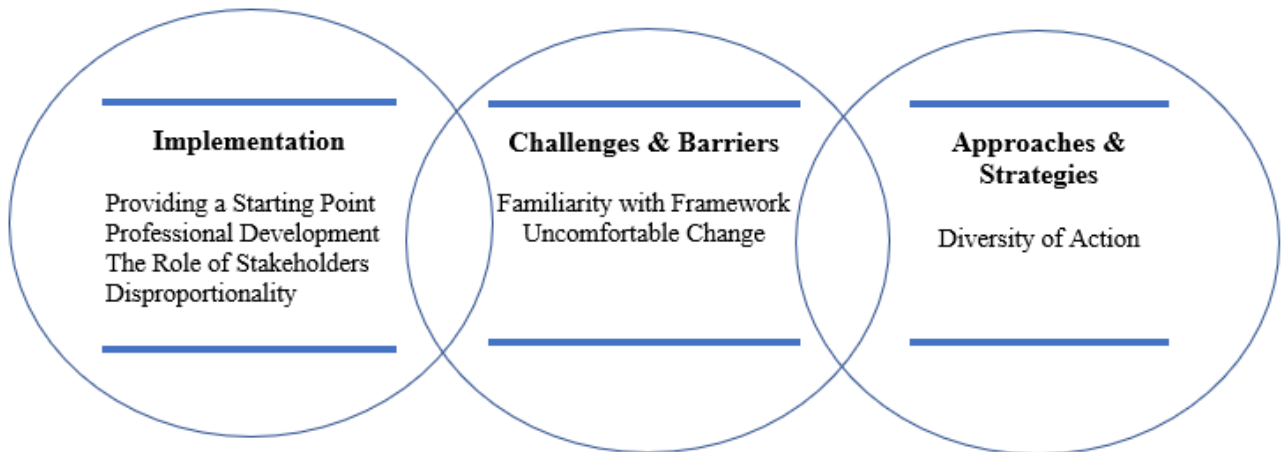 Implementation
Providing a Starting Point
Professional Development
The Role of Stakeholders
Disproportionality
Challenges & Barriers
Familiarity with Framework
Uncomfortable Change
Approaches &
Strategies
Diversity of Action